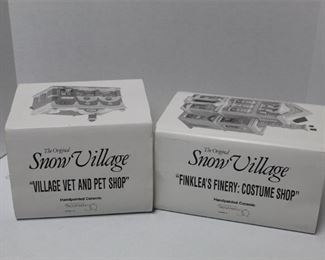 The Original
Snow Village
"VILLAGE VET AND PET SHOP"
Handpainted Ceramic
The Original
Snow Village
"FINKLEA'S FINERY: COSTUME SHOP"
Handpainted Ceramic